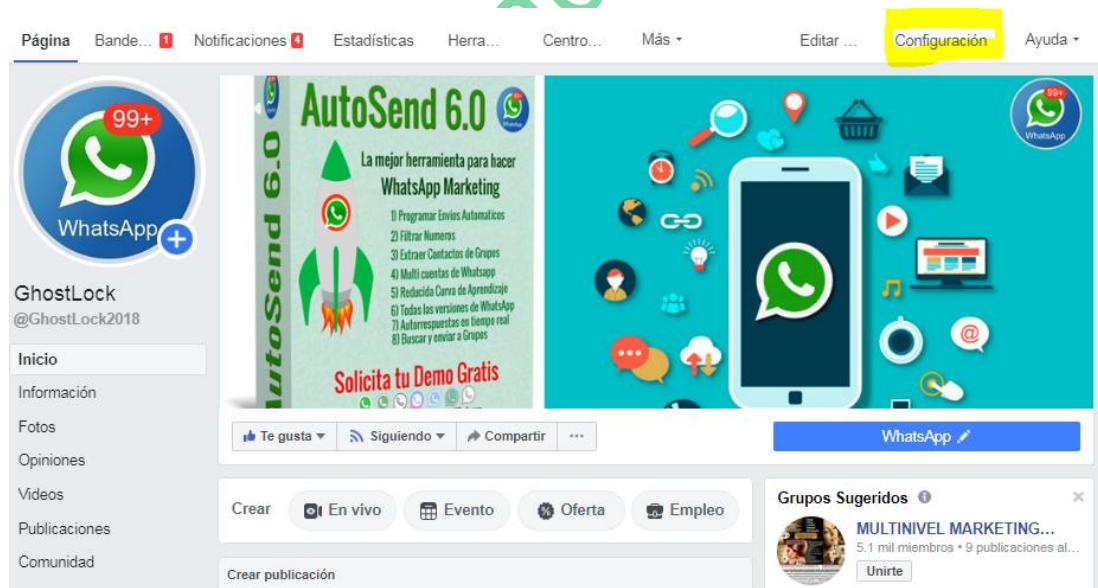 Página Bande... 1 Notificaciones 4 Estadísticas Herra... Centro... Más Editar ... Configuración Ayuda
99+
WhatsApp
GhostLock
@GhostLock2018
Inicio
Información
Fotos
Opiniones
Videos
Publicaciones
Comunidad
AutoSend 6.0
AutoSend 6.0
La mejor herramienta para hacer
WhatsApp Marketing
1) Programar Envios Automaticos
2) Filtrar Numeros
3) Extraer Contactos de Grupos
4) Multi cuentas de Whatsapp
5) Reducida Curva de Aprendizaje
6) Todas las versiones de WhatsApp
7) Autorrespuestas en tiempo real
8) Buscar y enviar a Grupos
Solicita tu Demo Gratis
99+
WhatsApp
@
Te gusta Siguiendo Compartir ...
WhatsApp
Crear En vivo Evento Oferta Empleo
Crear publicación
Grupos Sugeridos
MULTINIVEL MARKETING...
5.1 mil miembros • 9 publicaciones al...
Unirte